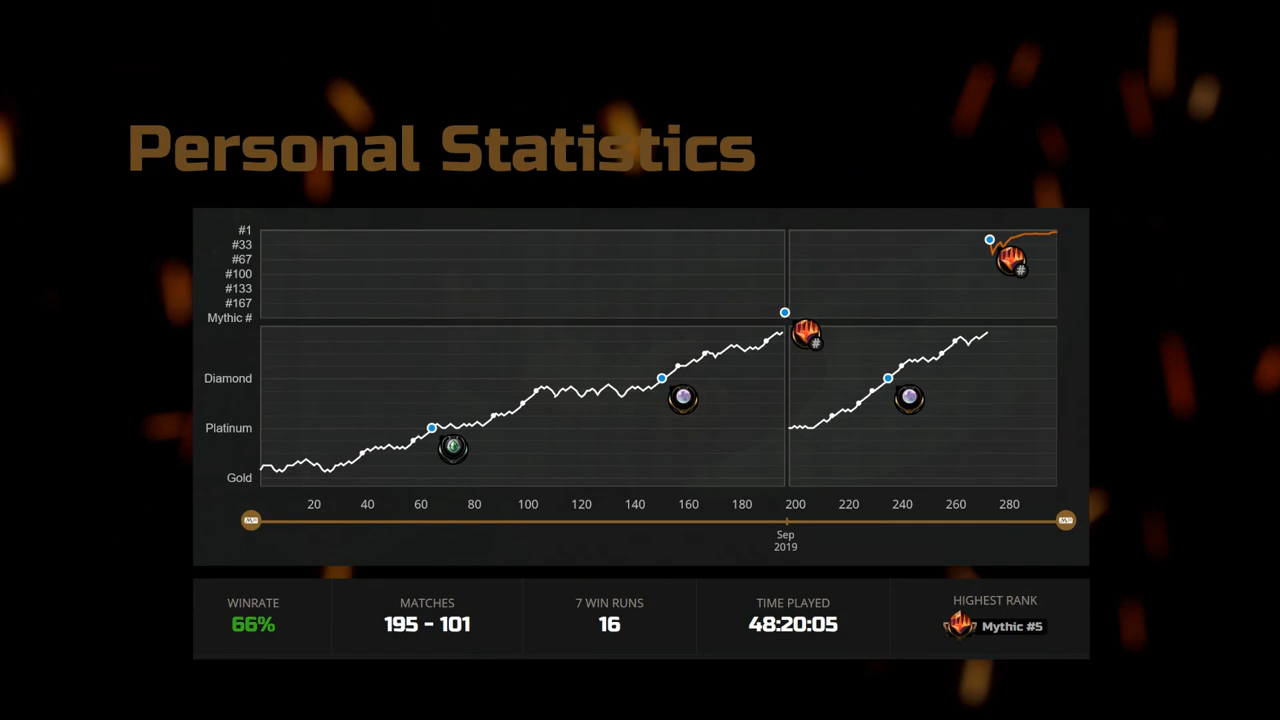 Personal Statistics
#1
#33
#67
#100
#133
#167
Mythic #
Diamond
Platinum
Gold
20 40 60 80 100 120 140 160 180 200 220 240 260 280
Sep
2019
WINRATE MATCHES 7 WIN RUNS TIME PLAYED HIGHEST RANK
66% 195 - 101 16 48:20:05 Mythic #5